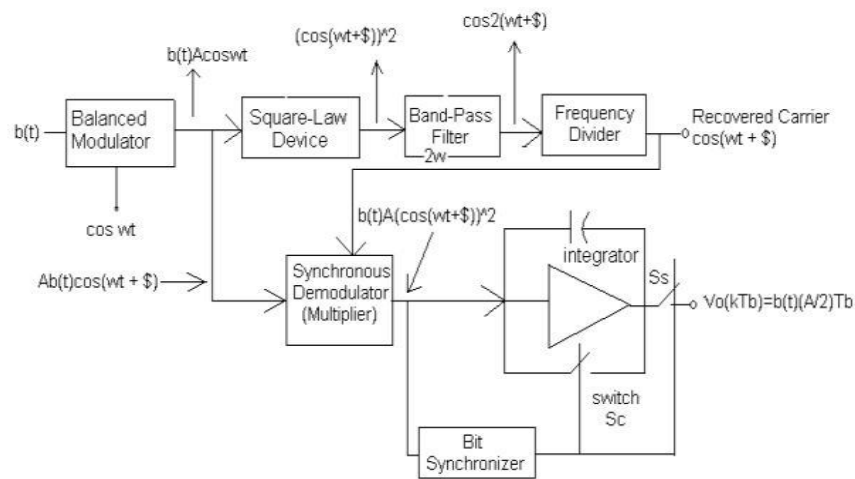 b(t)Acoswt
(cos(wt+$))^2
cos2(wt+$)
b(t)
Balanced
Modulator
Square-Law
Device
Band-Pass
Filter
2w
Frequency
Divider
Recovered Carrier
cos(wt + $)
cos wt
b(t)A(cos(wt+$))^2
Ab(t)cos(wt + $)
Synchronous
Demodulator
(Multiplier)
integrator
Ss
Vo(kTb)=b(t)(A/2)Tb
switch
Sc
Bit
Synchronizer